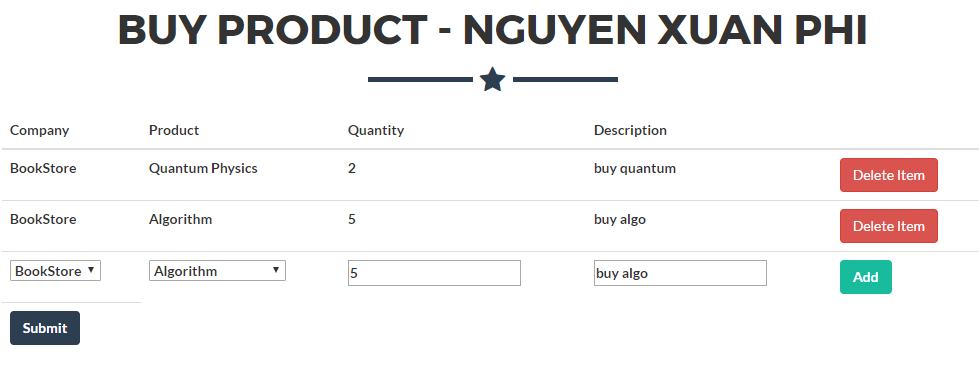 BUY PRODUCT - NGUYEN XUAN PHI
Company Product Quantity Description
BookStore Quantum Physics 2 buy quantum Delete Item
BookStore Algorithm 5 buy algo Delete Item
BookStore Algorithm 5 buy algo Add
Submit